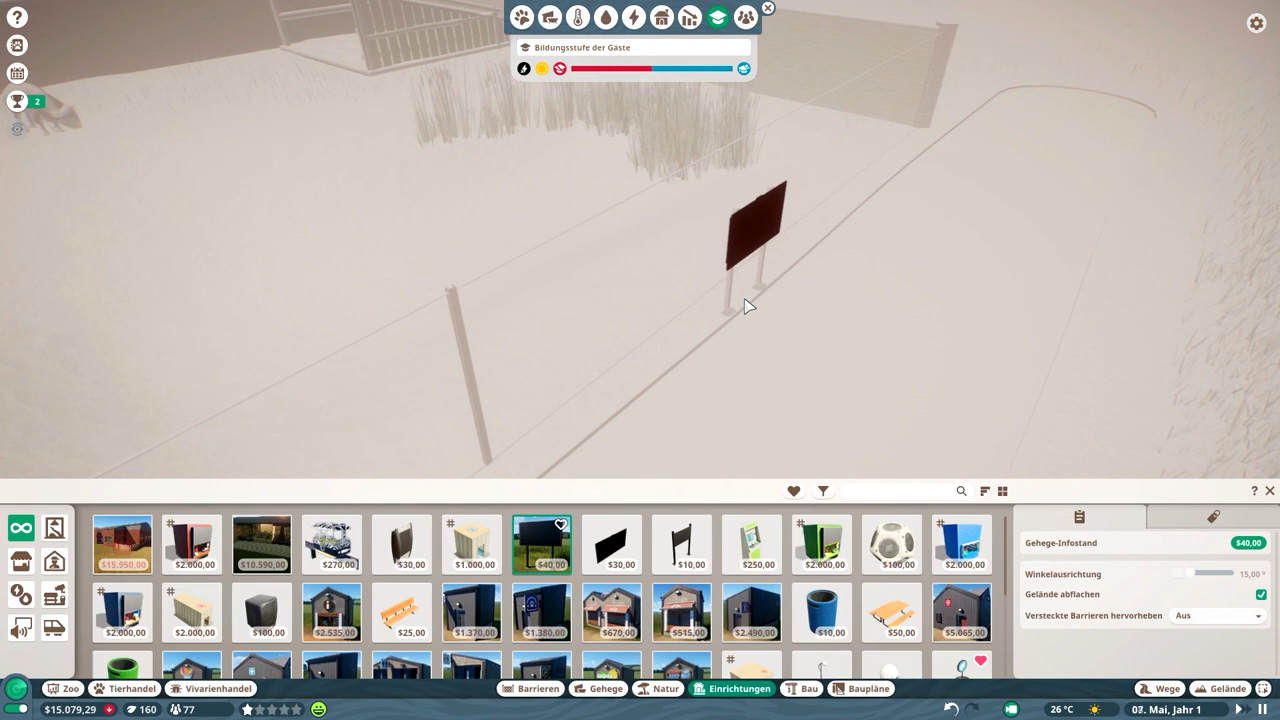 ?
2
Bildungsstufe der Gäste
?
$15.950,00
$2.000,00
$10.590,00
$270,00
$30,00
$1.000,00
$40,00
$30,00
$10,00
$250,00
$2.000,00
$100,00
$2.000,00
$2.000,00
$2.000,00
$100,00
$2.535,00
$25,00
$1.370,00
$1.380,00
$670,00
$515,00
$2.490,00
$10,00
$50,00
$5.065,00
Gehege-Infostand
$40,00
Winkelausrichtung
15,00°
Gelände abflachen
Versteckte Barrieren hervorheben
Aus
Zoo
Tierhandel
Vivarienhandel
Barrieren
Gehege
Natur
Einrichtungen
Bau
Baupläne
Wege
Gelände
$15.079,29
160
77
26 °C
Mai, Jahr 1